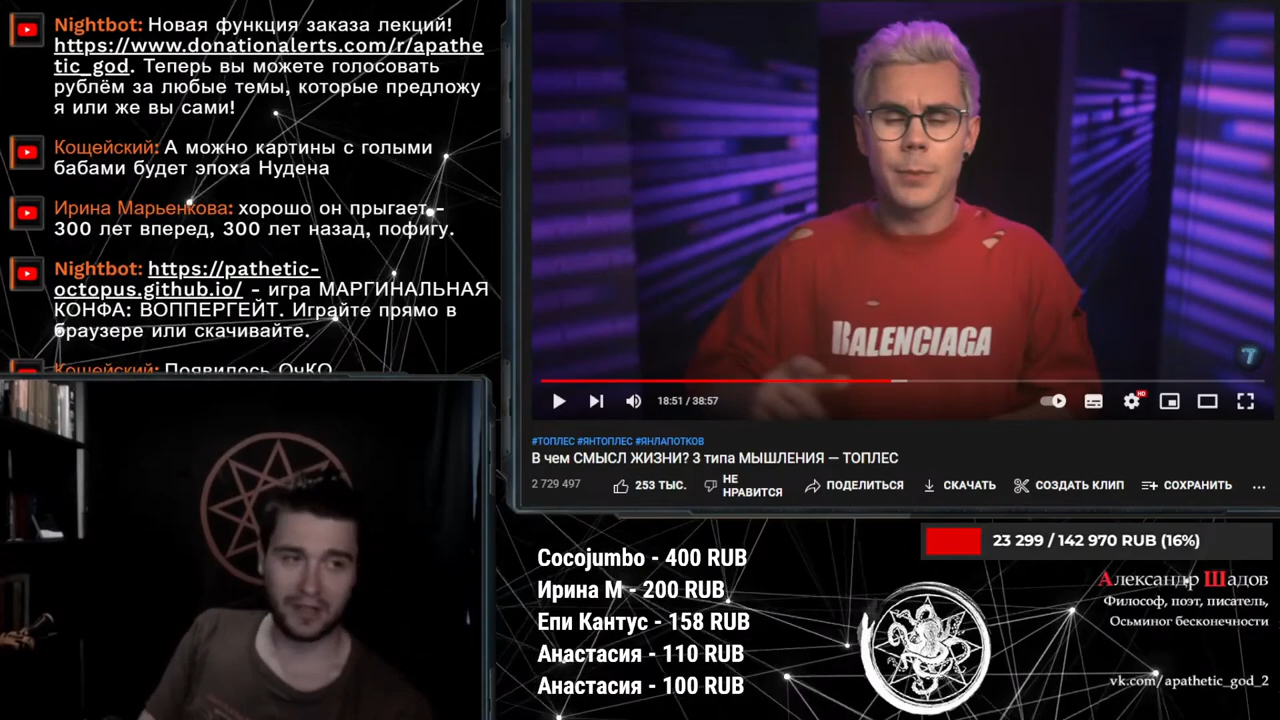 Nightbot: Новая функция заказа лекций!
https://www.donationalerts.com/r/apathe
tic_god. Теперь вы можете голосовать
рублём за любые темы, которые предложу
я или же вы сами!
Кощейский: А можно картины с голыми
бабами будет эпоха Нудена
Ирина Марьенкова: хорошо он прыгает -
300 лет вперед, 300 лет назад, пофигу.
Nightbot: https://pathetic-
octopus.github.io/ - игра МАРГИНАЛЬНАЯ
КОНФА: ВОППЕРГЕЙТ. Играйте прямо в
браузере или скачивайте.
Кощейский: Появилось ОчКО
BALENCIAGA
18:51 / 38:57
HD
#ТОПЛЕС #ЯНТОПЛЕС #ЯНЛАПОТКОВ
В чем СМЫСЛ ЖИЗНИ? 3 типа МЫШЛЕНИЯ — ТОПЛЕС
2 729 497
253 ТЫС.
НЕ
НРАВИТСЯ
ПОДЕЛИТЬСЯ
СКАЧАТЬ
СОЗДАТЬ КЛИП
СОХРАНИТЬ
...
23 299 / 142 970 RUB (16%)
Cocojumbo - 400 RUB
Ирина М - 200 RUB
Епи Кантус - 158 RUB
Анастасия - 110 RUB
Анастасия - 100 RUB
Александр Шадов
Философ, поэт, писатель,
Осьминог бесконечности
vk.com/apathetic_god_2